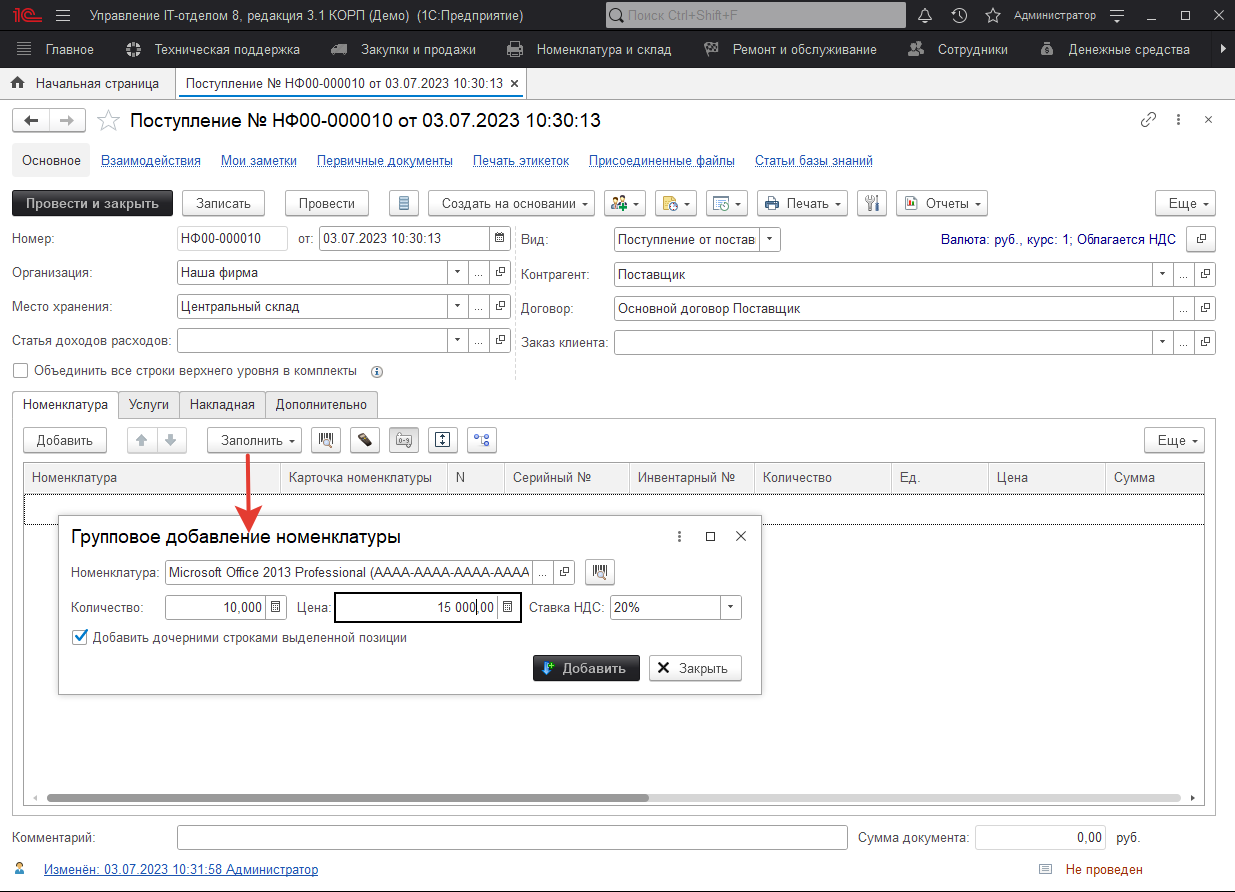 1С Управление IT-отделом 8, редакция 3.1 КОРП (Демо) (1С:Предприятие) Поиск Ctrl+Shift+F Администратор
Главное Техническая поддержка Закупки и продажи Номенклатура и склад Ремонт и обслуживание Сотрудники Денежные средства
Начальная страница Поступление № НФ00-000010 от 03.07.2023 10:30:13 ×
Поступление № НФ00-000010 от 03.07.2023 10:30:13
Основное Взаимодействия Мои заметки Первичные документы Печать этикеток Присоединенные файлы Статьи базы знаний
Провести и закрыть Записать Провести Создать на основании Печать Отчеты Еще
Номер: НФ00-000010 от: 03.07.2023 10:30:13 Вид: Поступление от постав Валюта: руб., курс: 1; Облагается НДС
Организация: Наша фирма ... Контрагент: Поставщик ...
Место хранения: Центральный склад ... Договор: Основной договор Поставщик ...
Статья доходов расходов: ... Заказ клиента: ...
Объединить все строки верхнего уровня в комплекты
Номенклатура Услуги Накладная Дополнительно
Добавить Заполнить Еще
Номенклатура Карточка номенклатуры N Серийный № Инвентарный № Количество Ед. Цена Сумма
Групповое добавление номенклатуры
Номенклатура: Microsoft Office 2013 Professional (AAAA-AAAA-AAAA-AAAA ...
Количество: 10,000 Цена: 15 000,00 Ставка НДС: 20%
Добавить дочерними строками выделенной позиции
Добавить Закрыть
Комментарий: Сумма документа: 0,00 руб.
Изменён: 03.07.2023 10:31:58 Администратор Не проведен